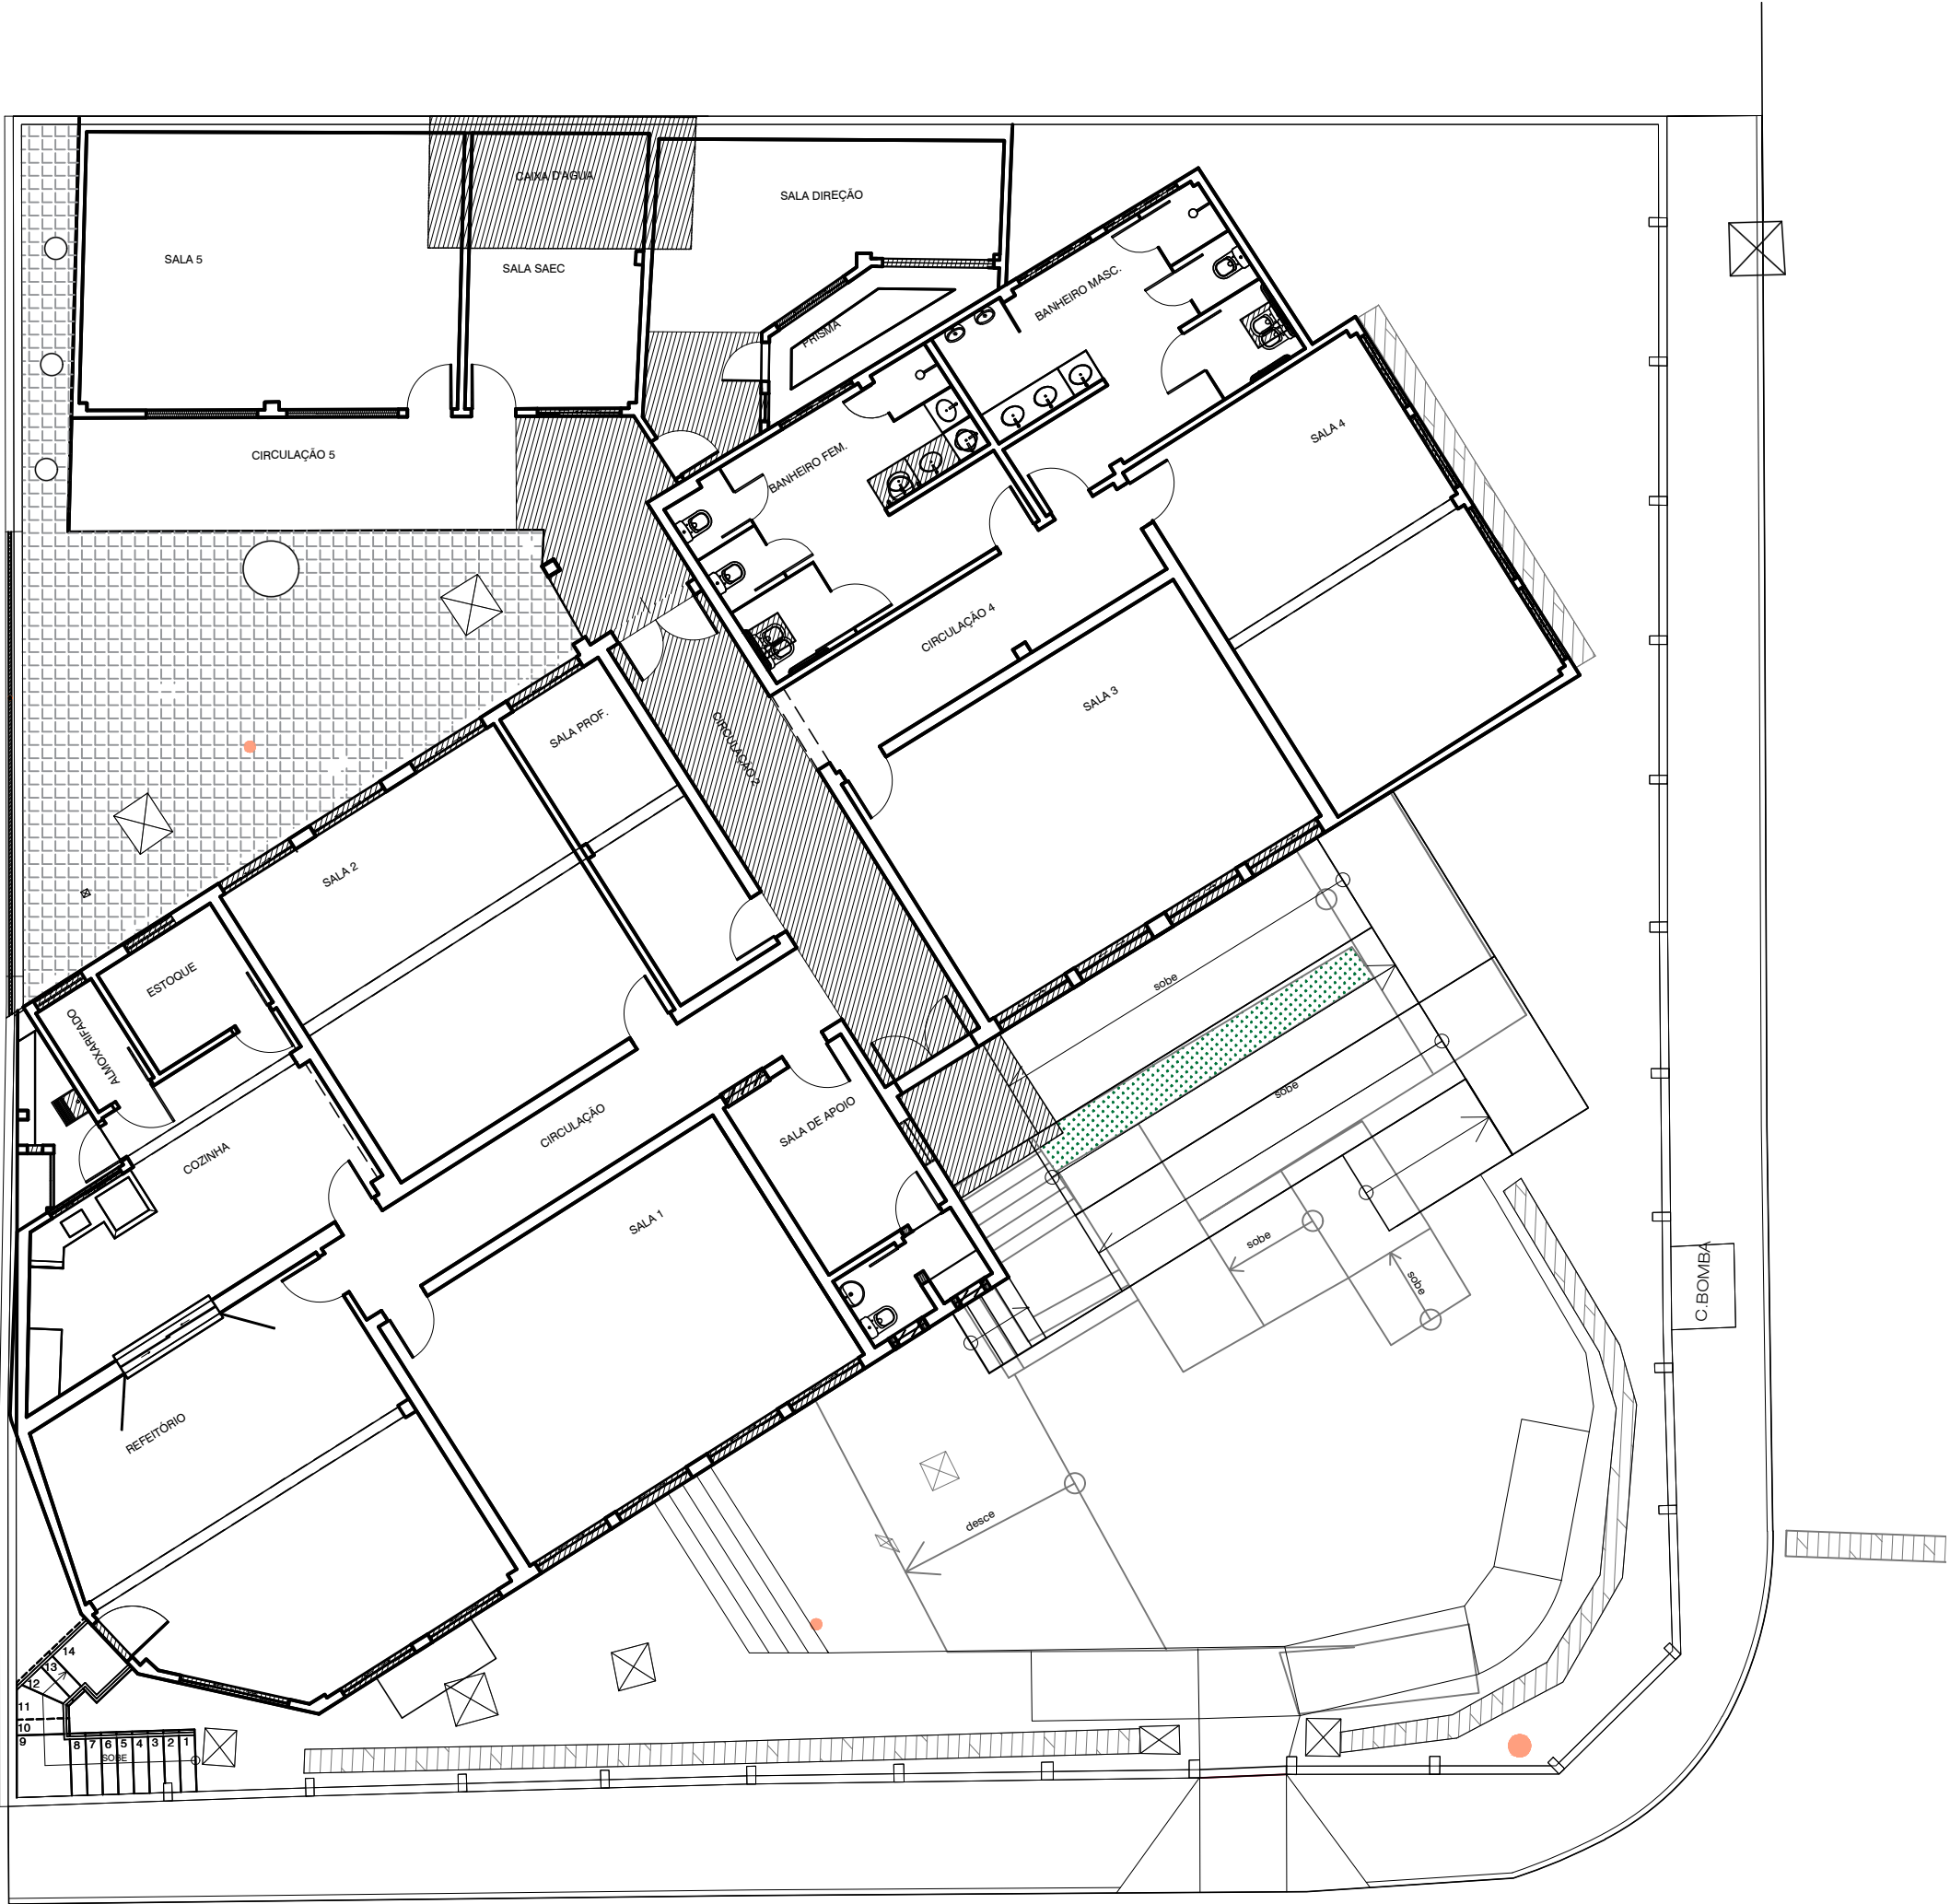 CAIXA D'AGUA
SALA DIREÇÃO
SALA 5
SALA SAEC
BANHEIRO MASC.
PRISMA
CIRCULAÇÃO 5
SALA 4
BANHEIRO FEM.
CIRCULAÇÃO 4
SALA 3
SALA PROF.
CIRCULAÇÃO 2
SALA 2
ESTOQUE
sobe
ALMOXARIFADO
sobe
CIRCULAÇÃO
SALA DE APOIO
COZINHA
SALA 1
sobe
sobe
C.BOMBA
REFEITÓRIO
desce
14
13
12
11
10
9
8 7 6 5 4 3 2 1
SOBE